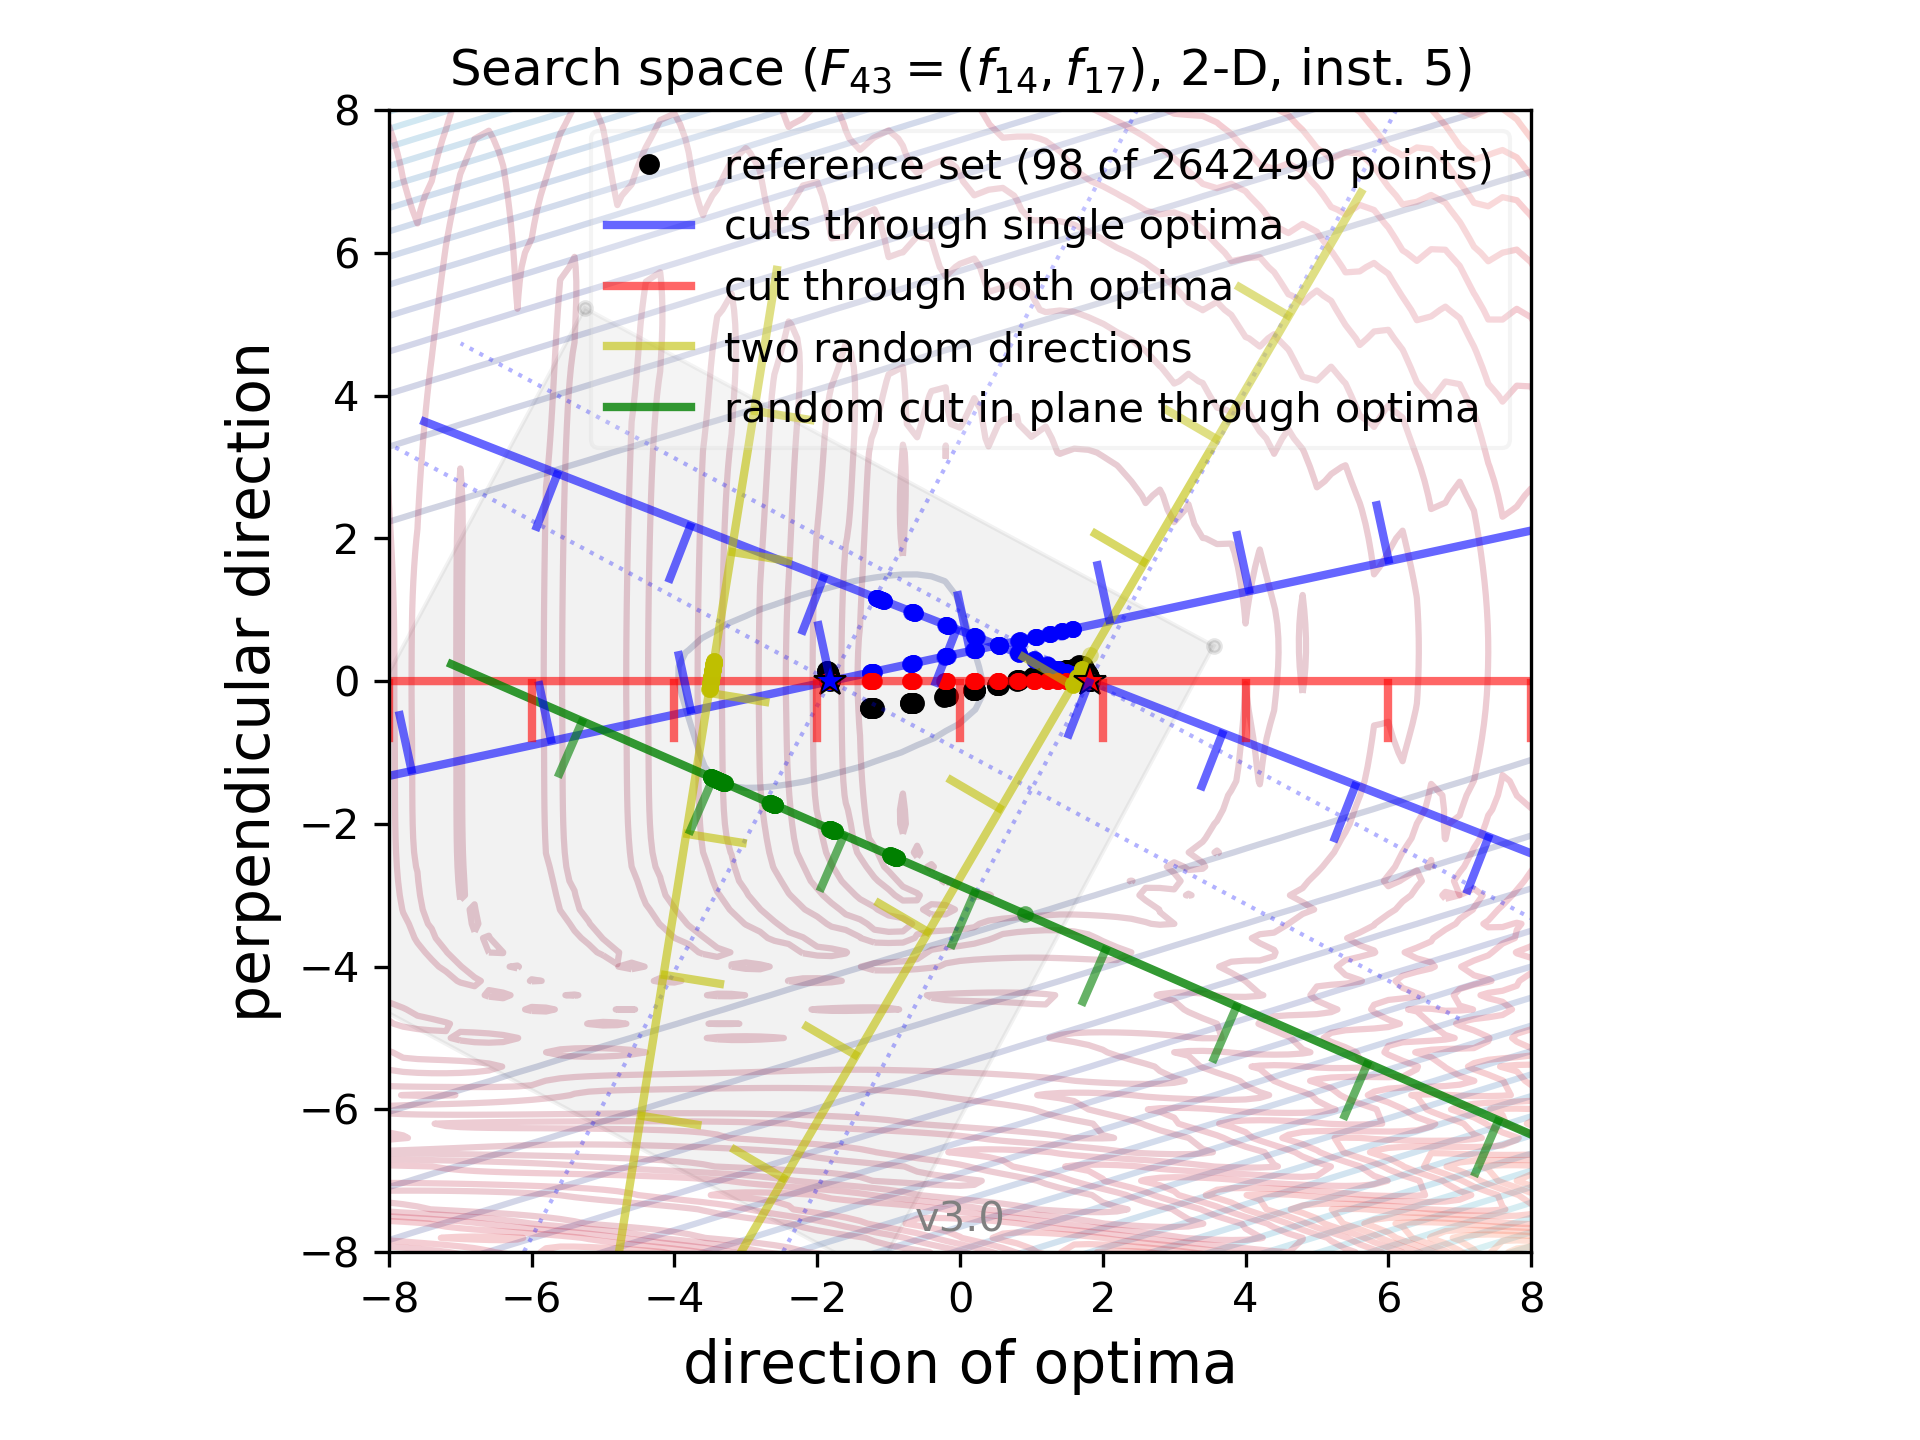 Search space (F43 = (f14, f17), 2-D, inst. 5)
reference set (98 of 2642490 points)
cuts through single optima
cut through both optima
two random directions
random cut in plane through optima
perpendicular direction
8
6
4
2
0
−2
−4
−6
−8
v3.0
−8 −6 −4 −2 0 2 4 6 8
direction of optima